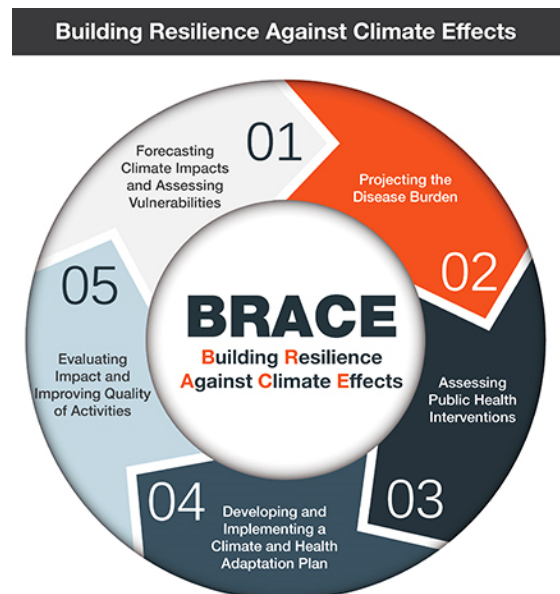 Building Resilience Against Climate Effects
01
Forecasting
Climate Impacts
and Assessing
Vulnerabilities
Projecting the
Disease Burden
02
Assessing
Public Health
Interventions
03
04
Developing and
Implementing a
Climate and Health
Adaptation Plan
05
Evaluating
Impact and
Improving Quality
of Activities
BRACE
Building Resilience
Against Climate Effects